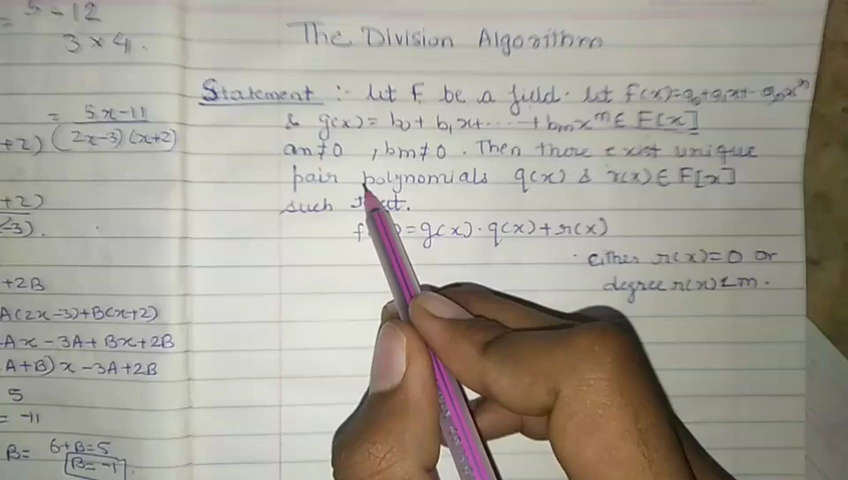 = 5-12
3 × 4.
= 5x-11
+2) (2x-3)(x+2)
+2)
-3).
+2B
A(2x-3)+B(x+2)
Ax - 3A + Bx + 2B
A+B)x - 3A+2B
5
= -11
B= 6+B=5
B=-1
The Division Algorithm
Statement :- Let F be a field. Let f(x)=a0+a1x+--anx^n
& g(x) = b0 + b1x+.....+bmx^m ∈ F[x]
an≠0 , bm≠0 . Then there exist unique
pair polynomials q(x) & r(x) ∈ F[x]
such that.
= g(x) . q(x) + r(x)
either r(x)=0 or
degree r(x) < m.